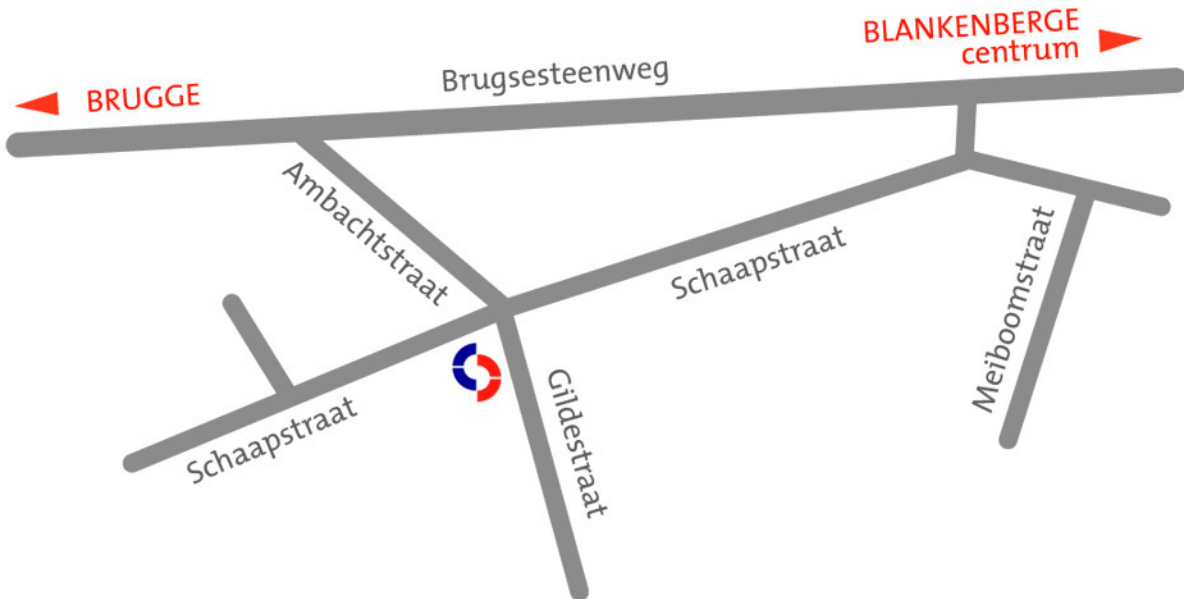 BLANKENBERGE
centrum
BRUGGE
Brugsesteenweg
Ambachtstraat
Schaapstraat
Meiboomstraat
Gildestraat
Schaapstraat